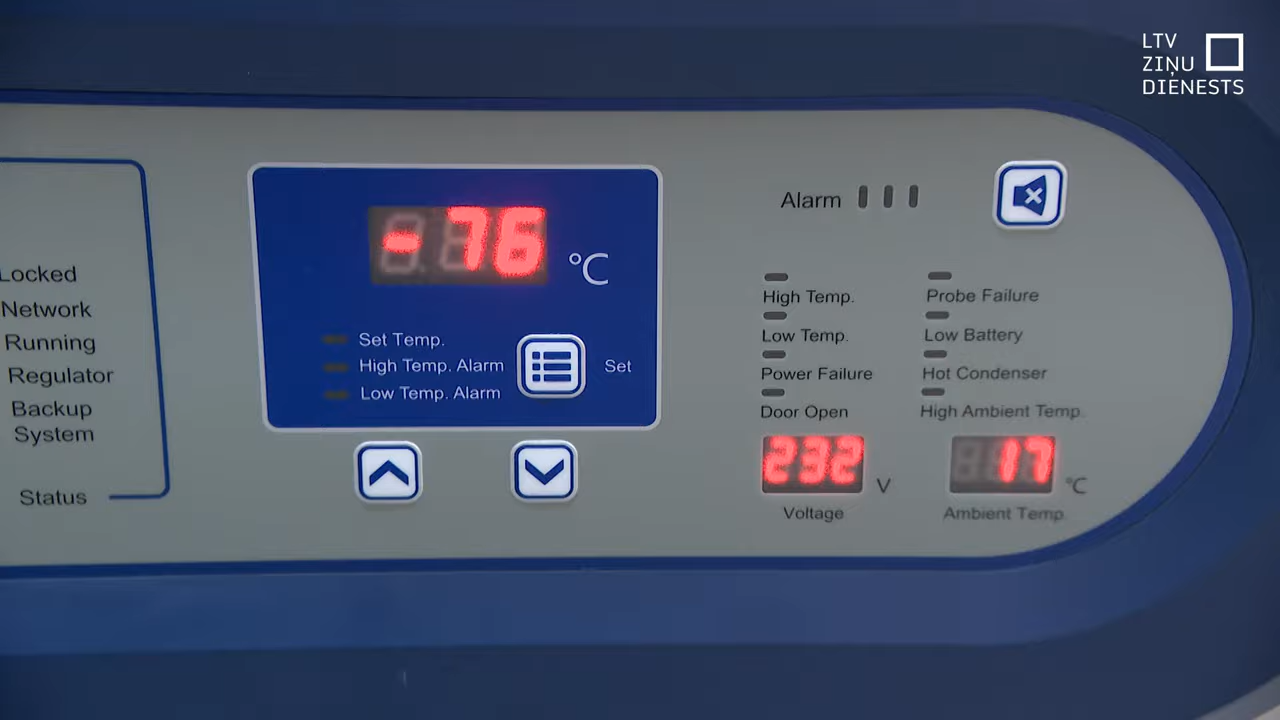 LTV
ZIŅU
DIENESTS
Locked
Network
Running
Regulator
Backup
System
Status
-76 °C
Set Temp.
High Temp. Alarm
Low Temp. Alarm
Set
Alarm
High Temp.
Low Temp.
Power Failure
Door Open
Probe Failure
Low Battery
Hot Condenser
High Ambient Temp.
232 V
Voltage
17 °C
Ambient Temp.